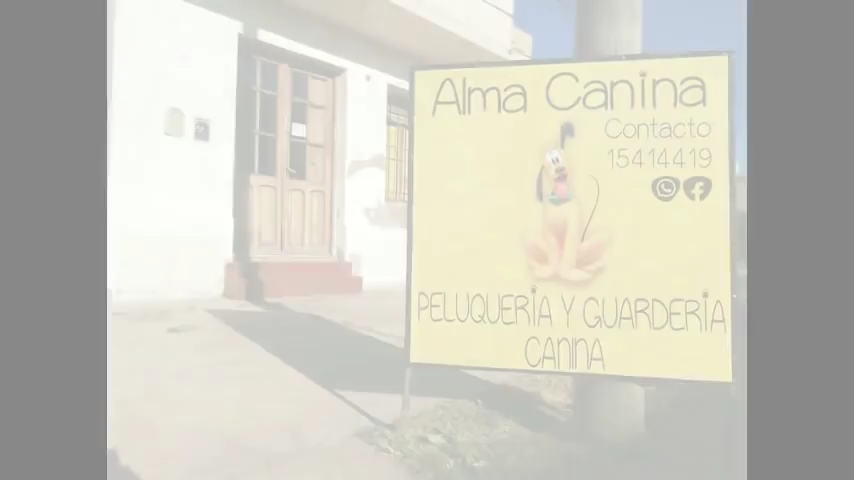 Alma Canina
Contacto
15414419
PELUQUERIA Y GUARDERIA
CANINA